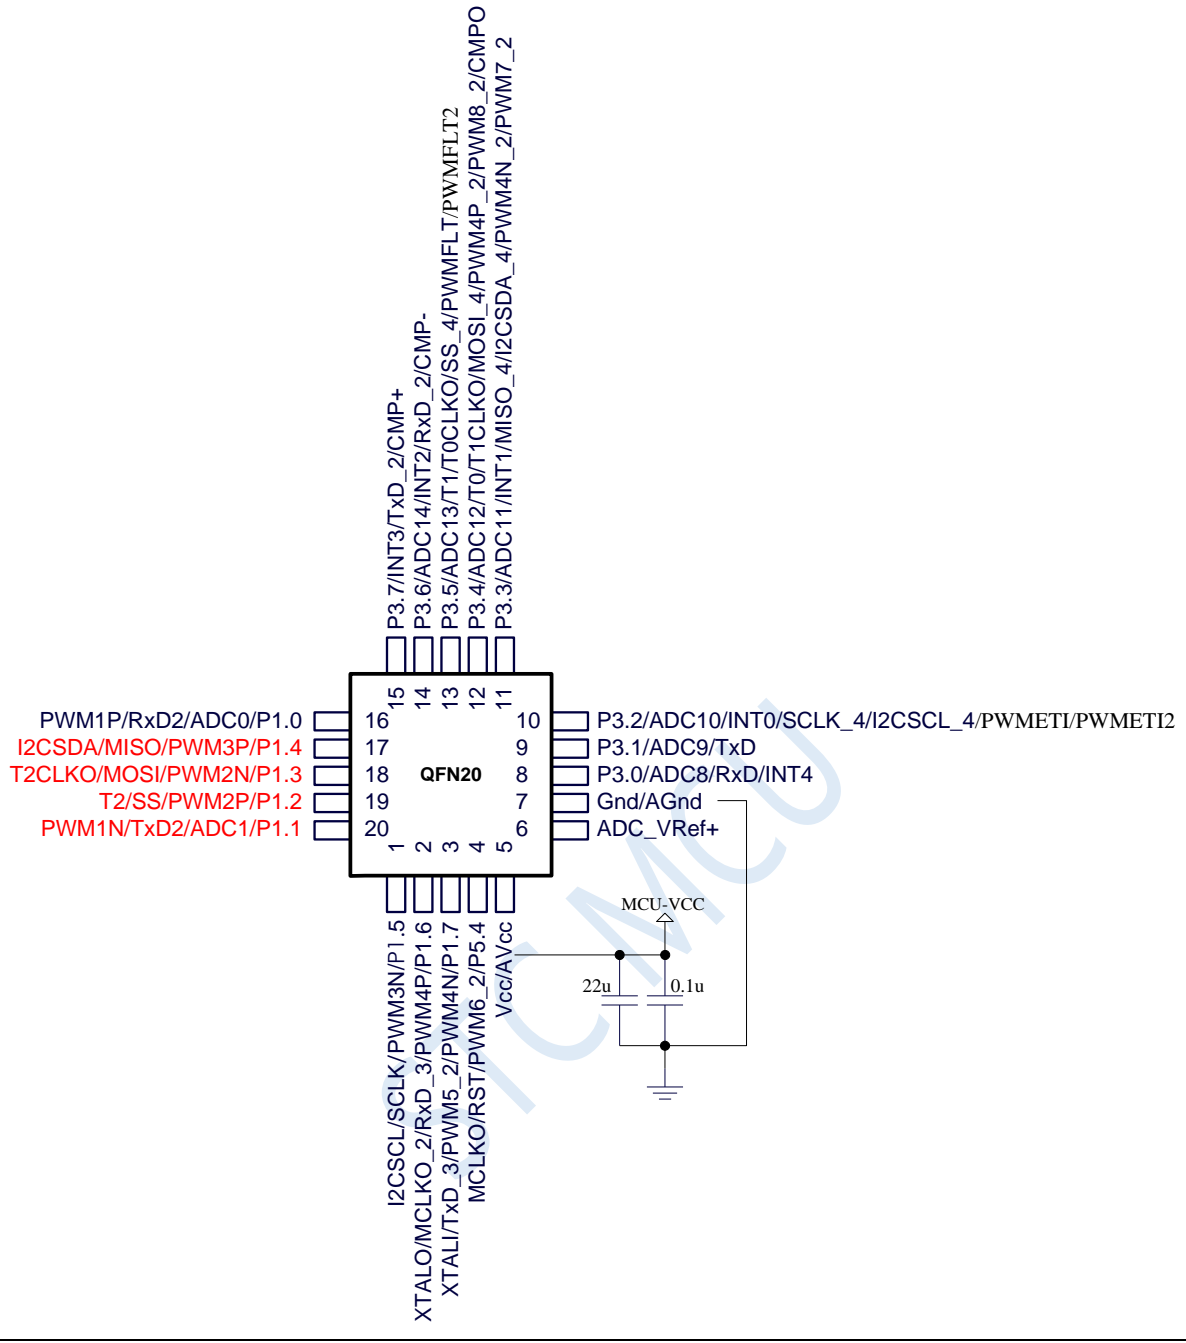 P3.7/INT3/TxD_2/CMP+
P3.6/ADC14/INT2/RxD_2/CMP-
P3.5/ADC13/T1/T0CLKO/SS_4/PWMFLT/PWMFLT2
P3.4/ADC12/T0/T1CLKO/MOSI_4/PWM4P_2/PWM8_2/CMPO
P3.3/ADC11/INT1/MISO_4/I2CSDA_4/PWM4N_2/PWM7_2
15
14
13
12
11
PWM1P/RxD2/ADC0/P1.0
16
10
P3.2/ADC10/INT0/SCLK_4/I2CSCL_4/PWMETI/PWMETI2
I2CSDA/MISO/PWM3P/P1.4
17
9
P3.1/ADC9/TxD
T2CLKO/MOSI/PWM2N/P1.3
18
QFN20
8
P3.0/ADC8/RxD/INT4
T2/SS/PWM2P/P1.2
19
7
Gnd/AGnd
PWM1N/TxD2/ADC1/P1.1
20
6
ADC_VRef+
1
2
3
4
5
I2CSCL/SCLK/PWM3N/P1.5
XTALO/MCLKO_2/RxD_3/PWM4P/P1.6
XTALI/TxD_3/PWM5_2/PWM4N/P1.7
MCLKO/RST/PWM6_2/P5.4
Vcc/AVcc
MCU-VCC
22u
0.1u
STC MCU